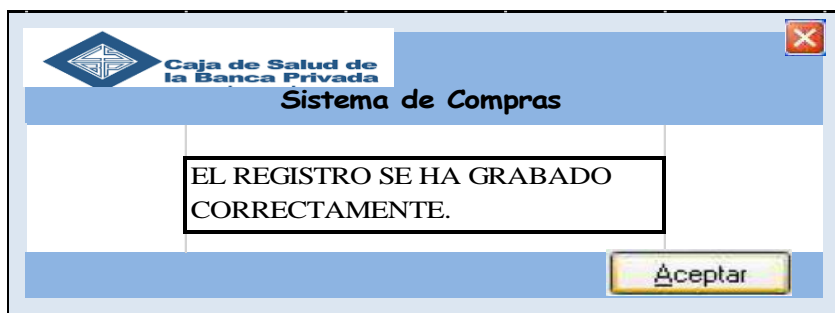 Caja de Salud de
la Banca Privada
Sistema de Compras
EL REGISTRO SE HA GRABADO
CORRECTAMENTE.
Aceptar